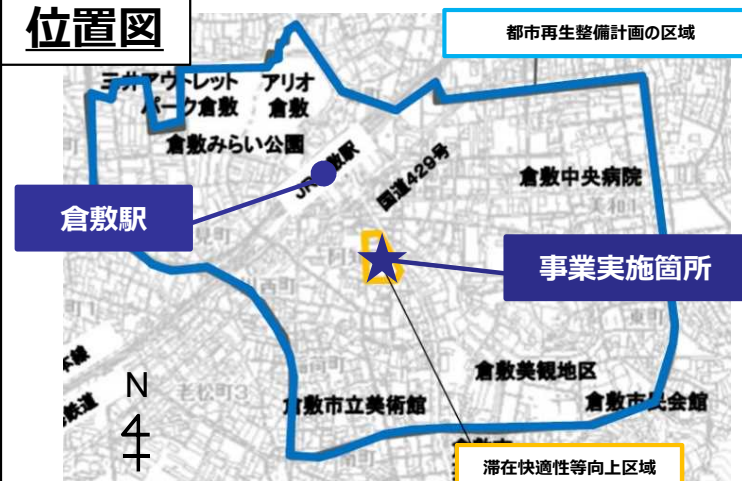 位置図
都市再生整備計画の区域
三井アウトレット
パーク倉敷
アリオ
倉敷
倉敷みらい公園
JR倉敷駅
国道429号
倉敷中央病院
倉敷駅
事業実施箇所
倉敷美観地区
倉敷市立美術館
倉敷市民会館
老松町3
N
滞在快適性等向上区域